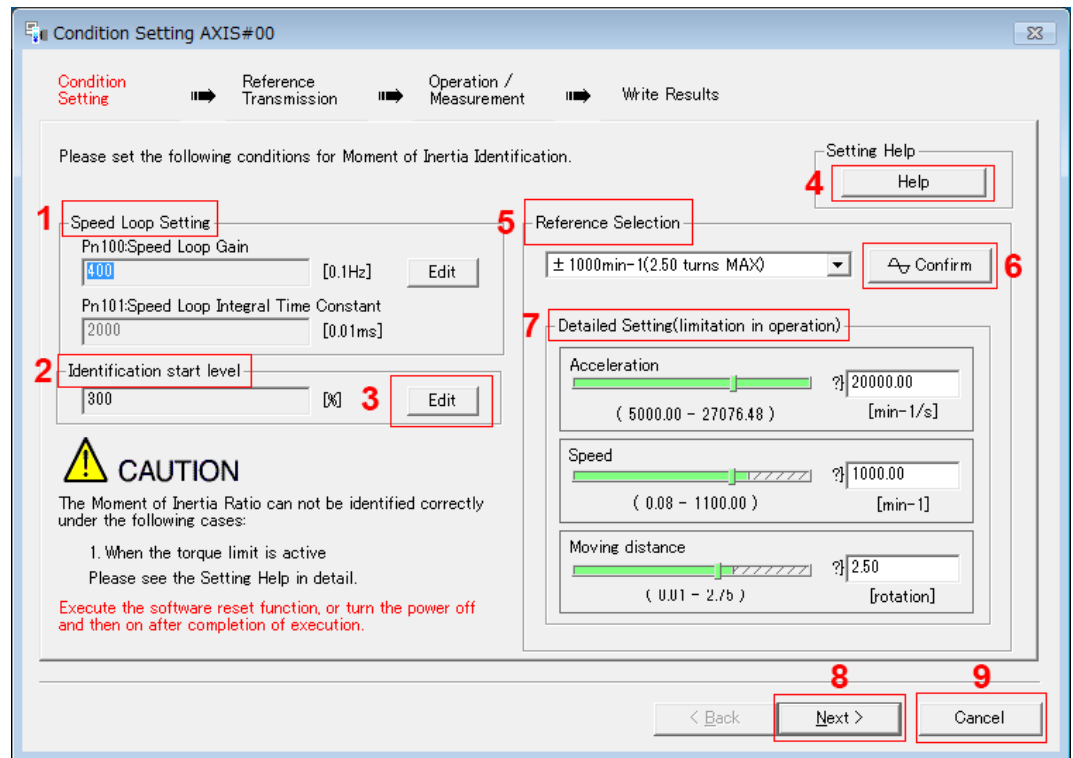 Condition Setting AXIS#00
Condition
Setting
Reference
Transmission
Operation /
Measurement
Write Results
Please set the following conditions for Moment of Inertia Identification.
Setting Help
4
Help
1
Speed Loop Setting
Pn100:Speed Loop Gain
400
[0.1Hz]
Edit
Pn101:Speed Loop Integral Time Constant
2000
[0.01ms]
2
Identification start level
300
[%]
3
Edit
CAUTION
The Moment of Inertia Ratio can not be identified correctly
under the following cases:
1. When the torque limit is active
Please see the Setting Help in detail.
Execute the software reset function, or turn the power off
and then on after completion of execution.
5
Reference Selection
± 1000min-1(2.50 turns MAX)
Confirm
6
7
Detailed Setting(limitation in operation)
Acceleration
?} 20000.00
( 5000.00 - 27076.48 )
[min-1/s]
Speed
?} 1000.00
( 0.08 - 1100.00 )
[min-1]
Moving distance
?} 2.50
( 0.01 - 2.75 )
[rotation]
8
9
< Back
Next >
Cancel